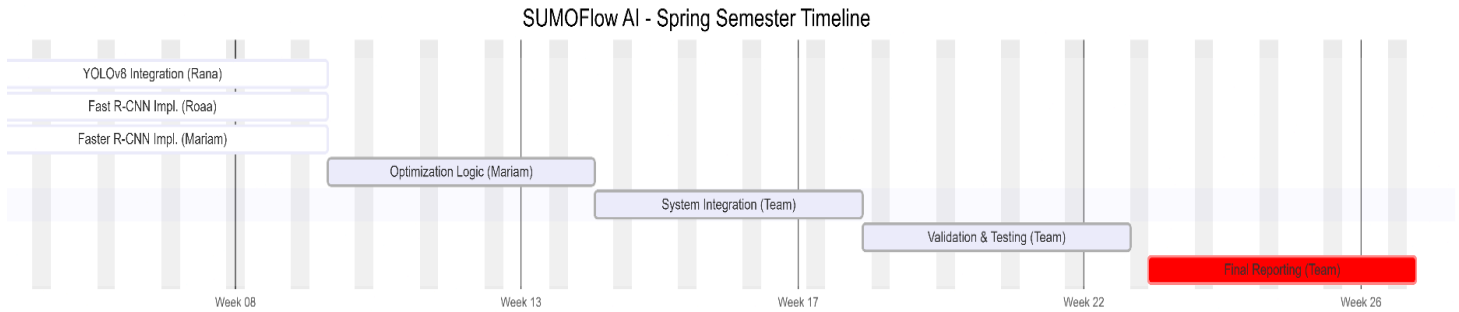 SUMOFlow AI - Spring Semester Timeline
YOLOv8 Integration (Rana)
Fast R-CNN Impl. (Roaa)
Faster R-CNN Impl. (Mariam)
Optimization Logic (Mariam)
System Integration (Team)
Validation & Testing (Team)
Final Reporting (Team)
Week 08 Week 13 Week 17 Week 22 Week 26